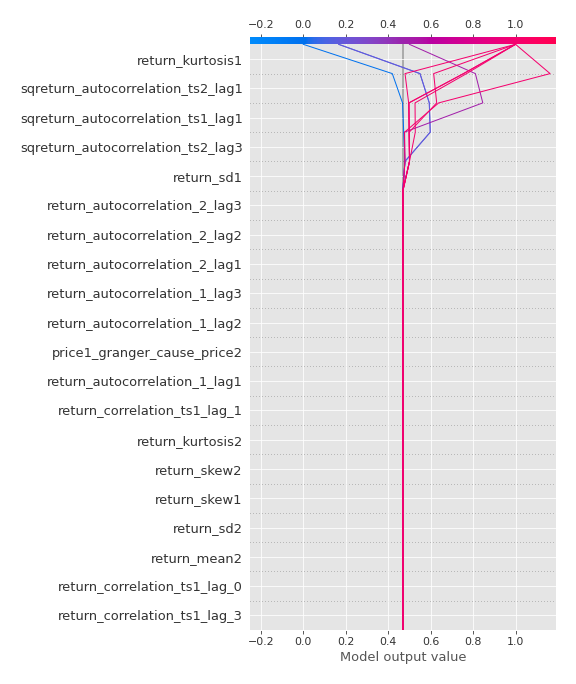 −0.2 0.0 0.2 0.4 0.6 0.8 1.0
return_kurtosis1
sqreturn_autocorrelation_ts2_lag1
sqreturn_autocorrelation_ts1_lag1
sqreturn_autocorrelation_ts2_lag3
return_sd1
return_autocorrelation_2_lag3
return_autocorrelation_2_lag2
return_autocorrelation_2_lag1
return_autocorrelation_1_lag3
return_autocorrelation_1_lag2
price1_granger_cause_price2
return_autocorrelation_1_lag1
return_correlation_ts1_lag_1
return_kurtosis2
return_skew2
return_skew1
return_sd2
return_mean2
return_correlation_ts1_lag_0
return_correlation_ts1_lag_3
−0.2 0.0 0.2 0.4 0.6 0.8 1.0
Model output value